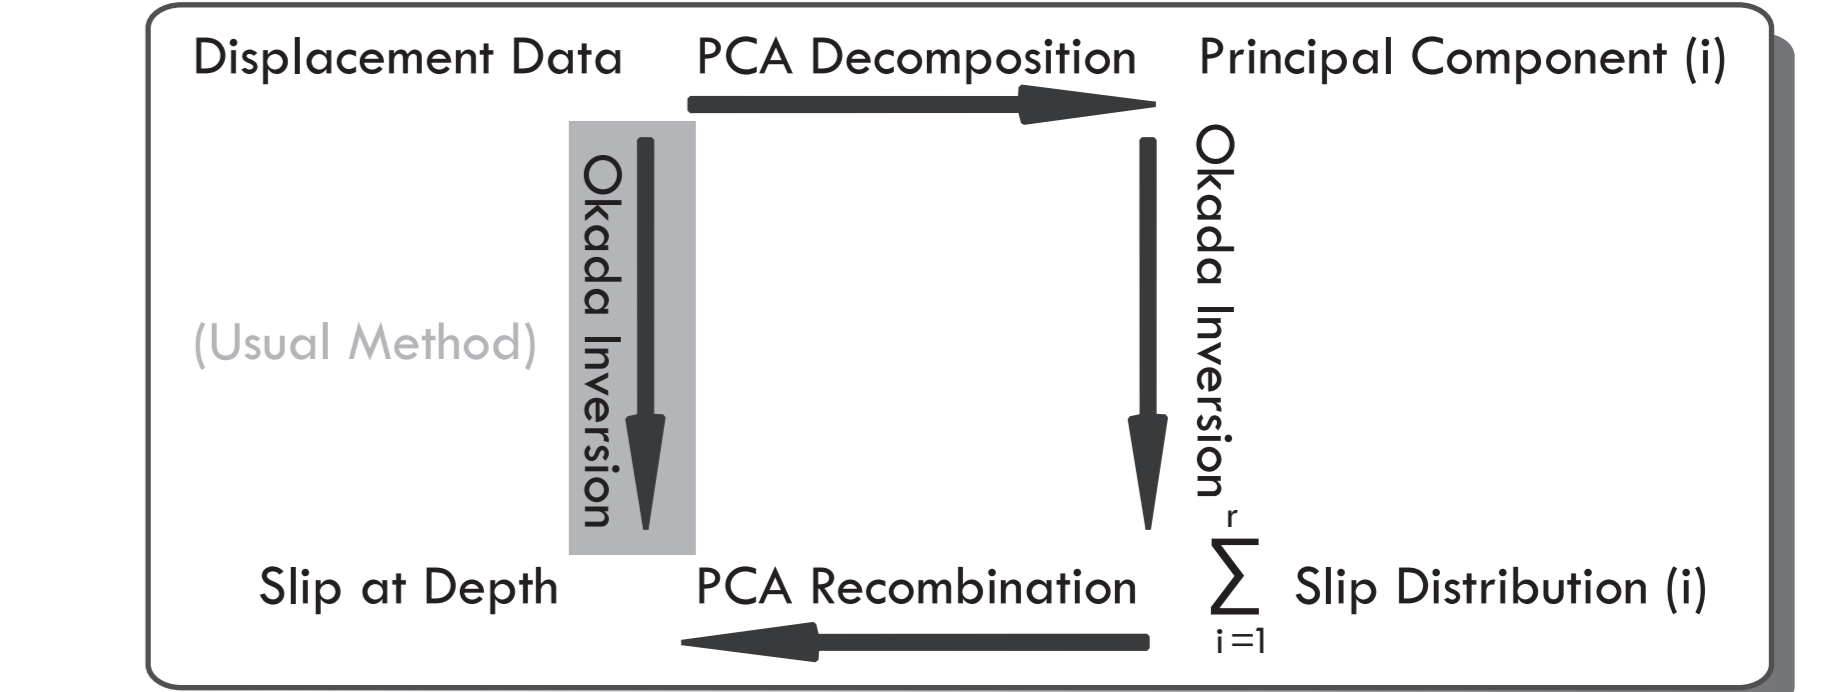 Displacement Data
PCA Decomposition
Principal Component (i)
Okada Inversion
Okada Inversion
(Usual Method)
Slip at Depth
PCA Recombination
r
∑
i=1
Slip Distribution (i)